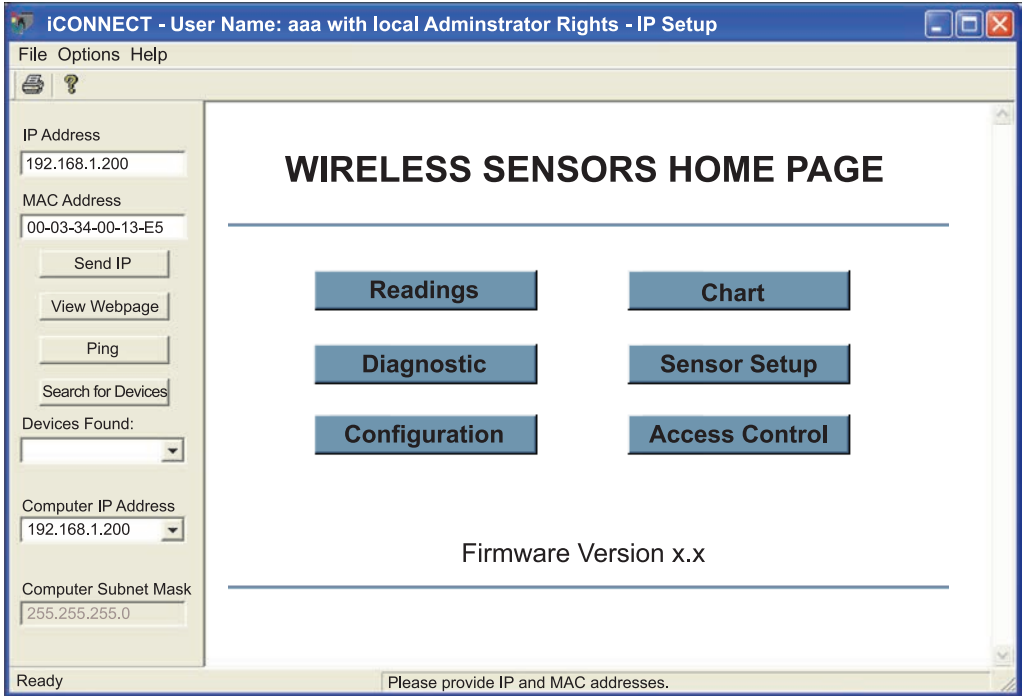 iCONNECT - User Name: aaa with local Adminstrator Rights - IP Setup
File Options Help
IP Address
192.168.1.200
MAC Address
00-03-34-00-13-E5
Send IP
View Webpage
Ping
Search for Devices
Devices Found:
Computer IP Address
192.168.1.200
Computer Subnet Mask
255.255.255.0
WIRELESS SENSORS HOME PAGE
Readings
Chart
Diagnostic
Sensor Setup
Configuration
Access Control
Firmware Version x.x
Ready
Please provide IP and MAC addresses.